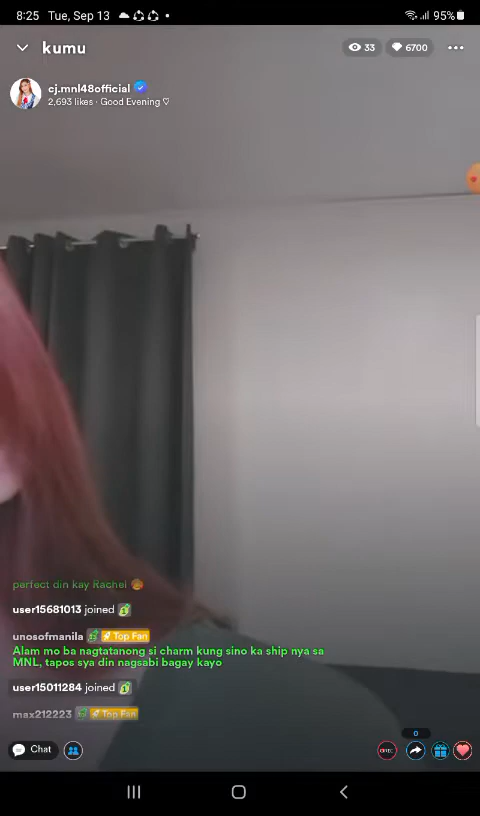 8:25 Tue, Sep 13 95%
kumu 33 6700
cj.mnl48official
2,693 likes · Good Evening ♡
perfect din kay Rachel
user15681013 joined
unosofmanila Top Fan
Alam mo ba nagtatanong si charm kung sino ka ship nya sa
MNL, tapos sya din nagsabi bagay kayo
user15011284 joined
max212223 Top Fan
0
Chat